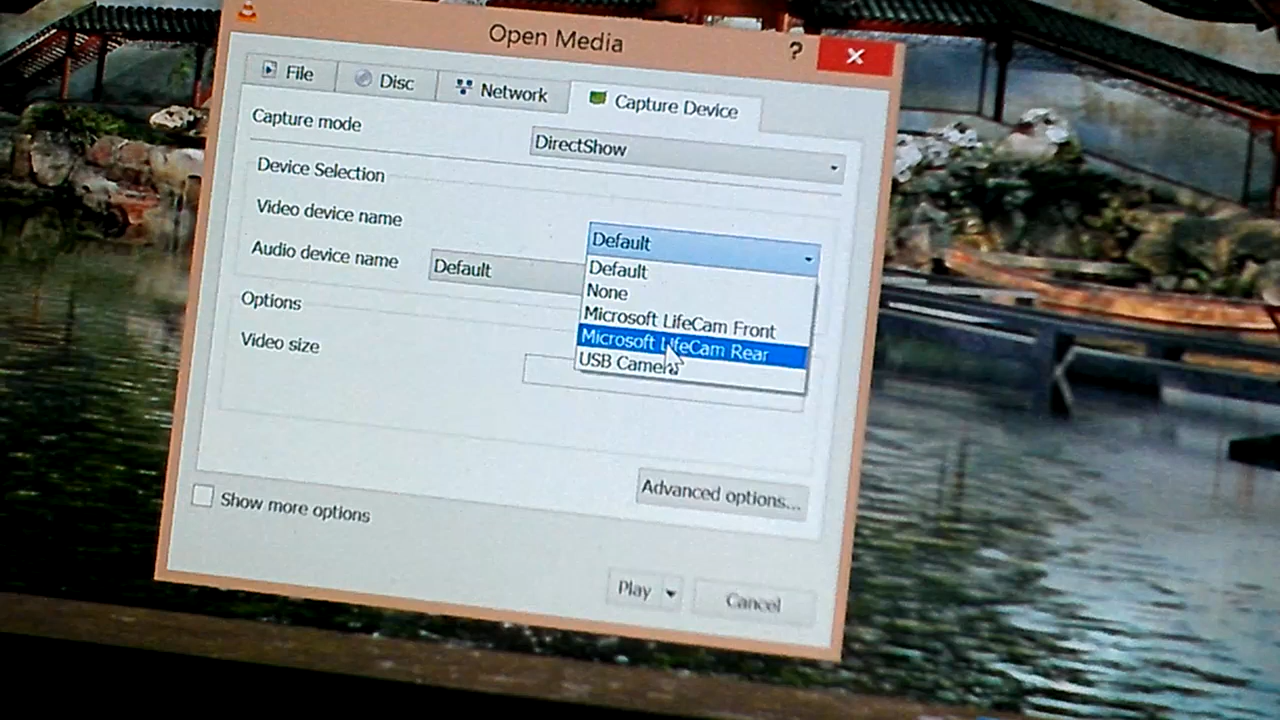 Open Media
?
File
Disc
Network
Capture Device
Capture mode
DirectShow
Device Selection
Video device name
Default
Audio device name
Default
Default
None
Microsoft LifeCam Front
Microsoft LifeCam Rear
USB Camera
Options
Video size
Advanced options...
Show more options
Play
Cancel